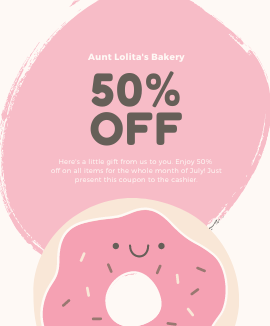 Aunt Lolita's Bakery
50%
OFF
Here's a little gift from us to you. Enjoy 50%
off on all items for the whole month of July! Just
present this coupon to the cashier.